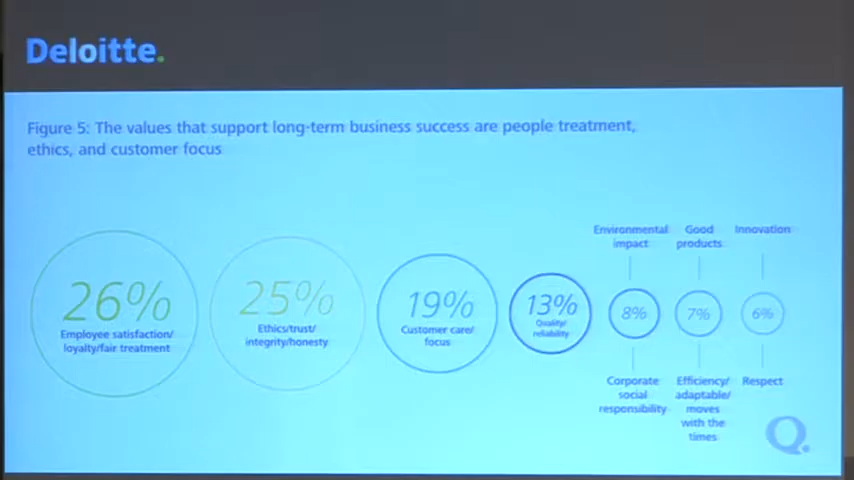 Deloitte.
Figure 5: The values that support long-term business success are people treatment,
ethics, and customer focus
26%
Employee satisfaction/
loyalty/fair treatment
25%
Ethics/trust/
integrity/honesty
19%
Customer care/
focus
13%
Quality/
reliability
Environmental
impact
8%
Corporate
social
responsibility
Good
products
7%
Efficiency/
adaptable/
moves
with the
times
Innovation
6%
Respect
Q.